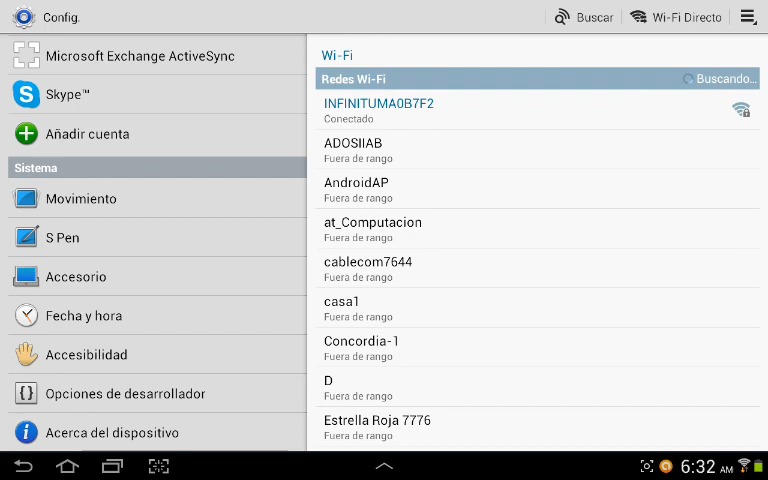 Config.
Buscar
Wi-Fi Directo
Microsoft Exchange ActiveSync
Skype™
Añadir cuenta
Sistema
Movimiento
S Pen
Accesorio
Fecha y hora
Accesibilidad
Opciones de desarrollador
Acerca del dispositivo
Wi-Fi
Redes Wi-Fi
Buscando...
INFINITUMA0B7F2
Conectado
ADOSIIAB
Fuera de rango
AndroidAP
Fuera de rango
at_Computacion
Fuera de rango
cablecom7644
Fuera de rango
casa1
Fuera de rango
Concordia-1
Fuera de rango
D
Fuera de rango
Estrella Roja 7776
Fuera de rango
6:32 AM